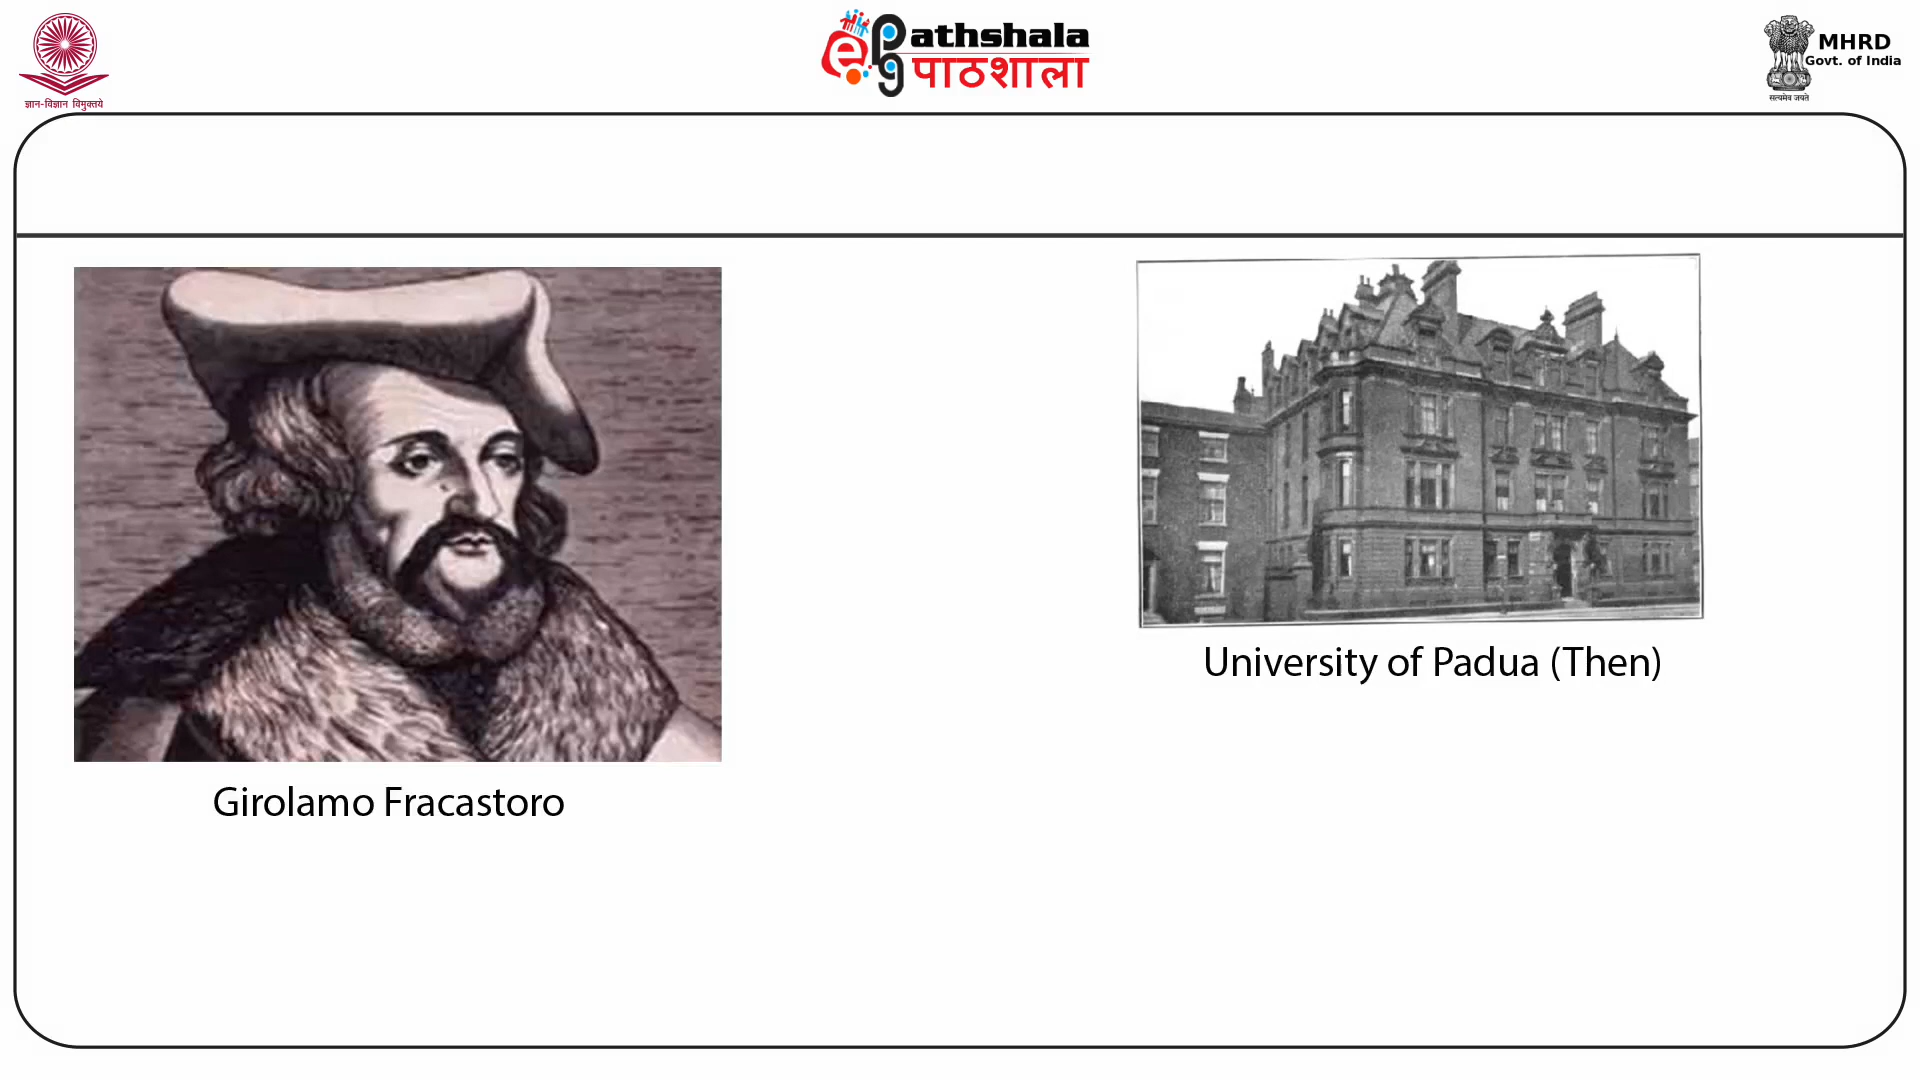 ज्ञान-विज्ञान विमुक्तये
e Pathshala
पाठशाला
सत्यमेव जयते
MHRD
Govt. of India
University of Padua (Then)
Girolamo Fracastoro